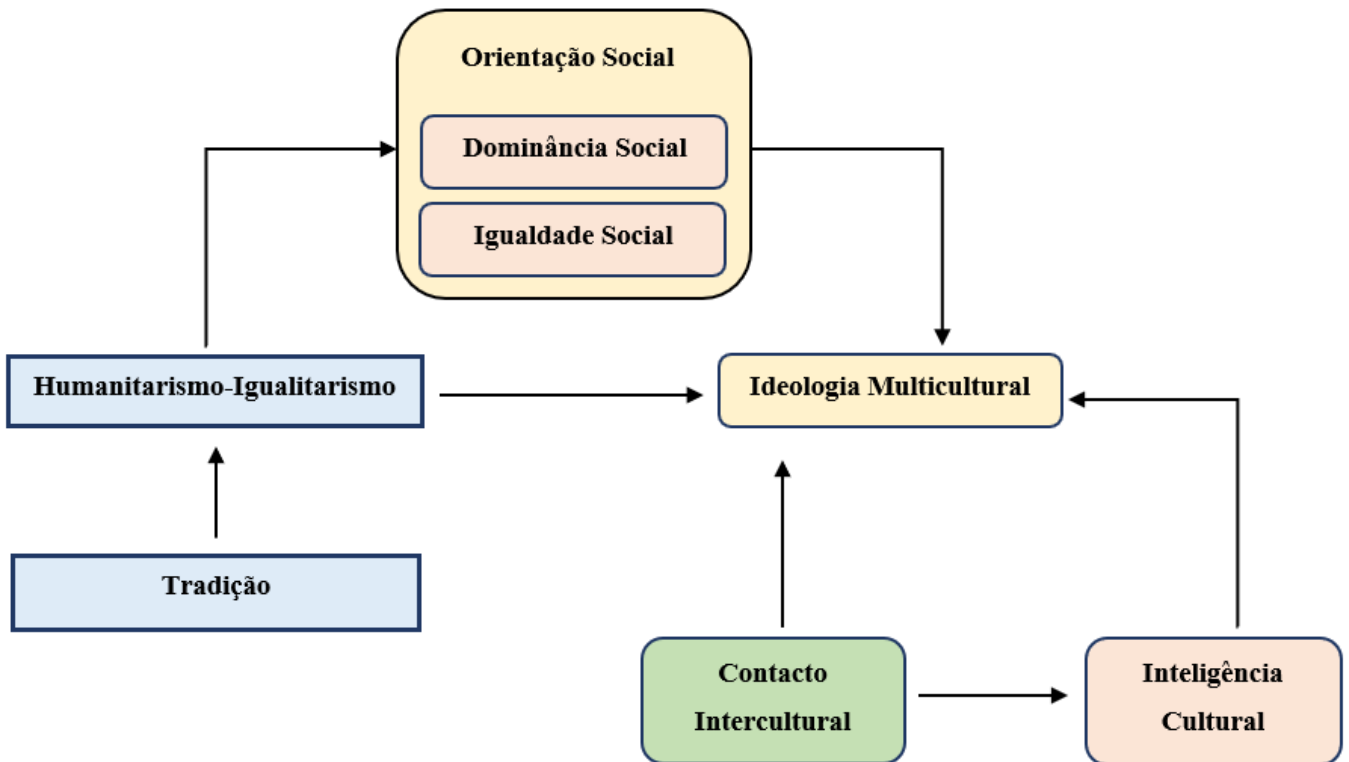 Orientação Social
Dominância Social
Igualdade Social
Humanitarismo-Igualitarismo
Ideologia Multicultural
Tradição
Contacto
Intercultural
Inteligência
Cultural